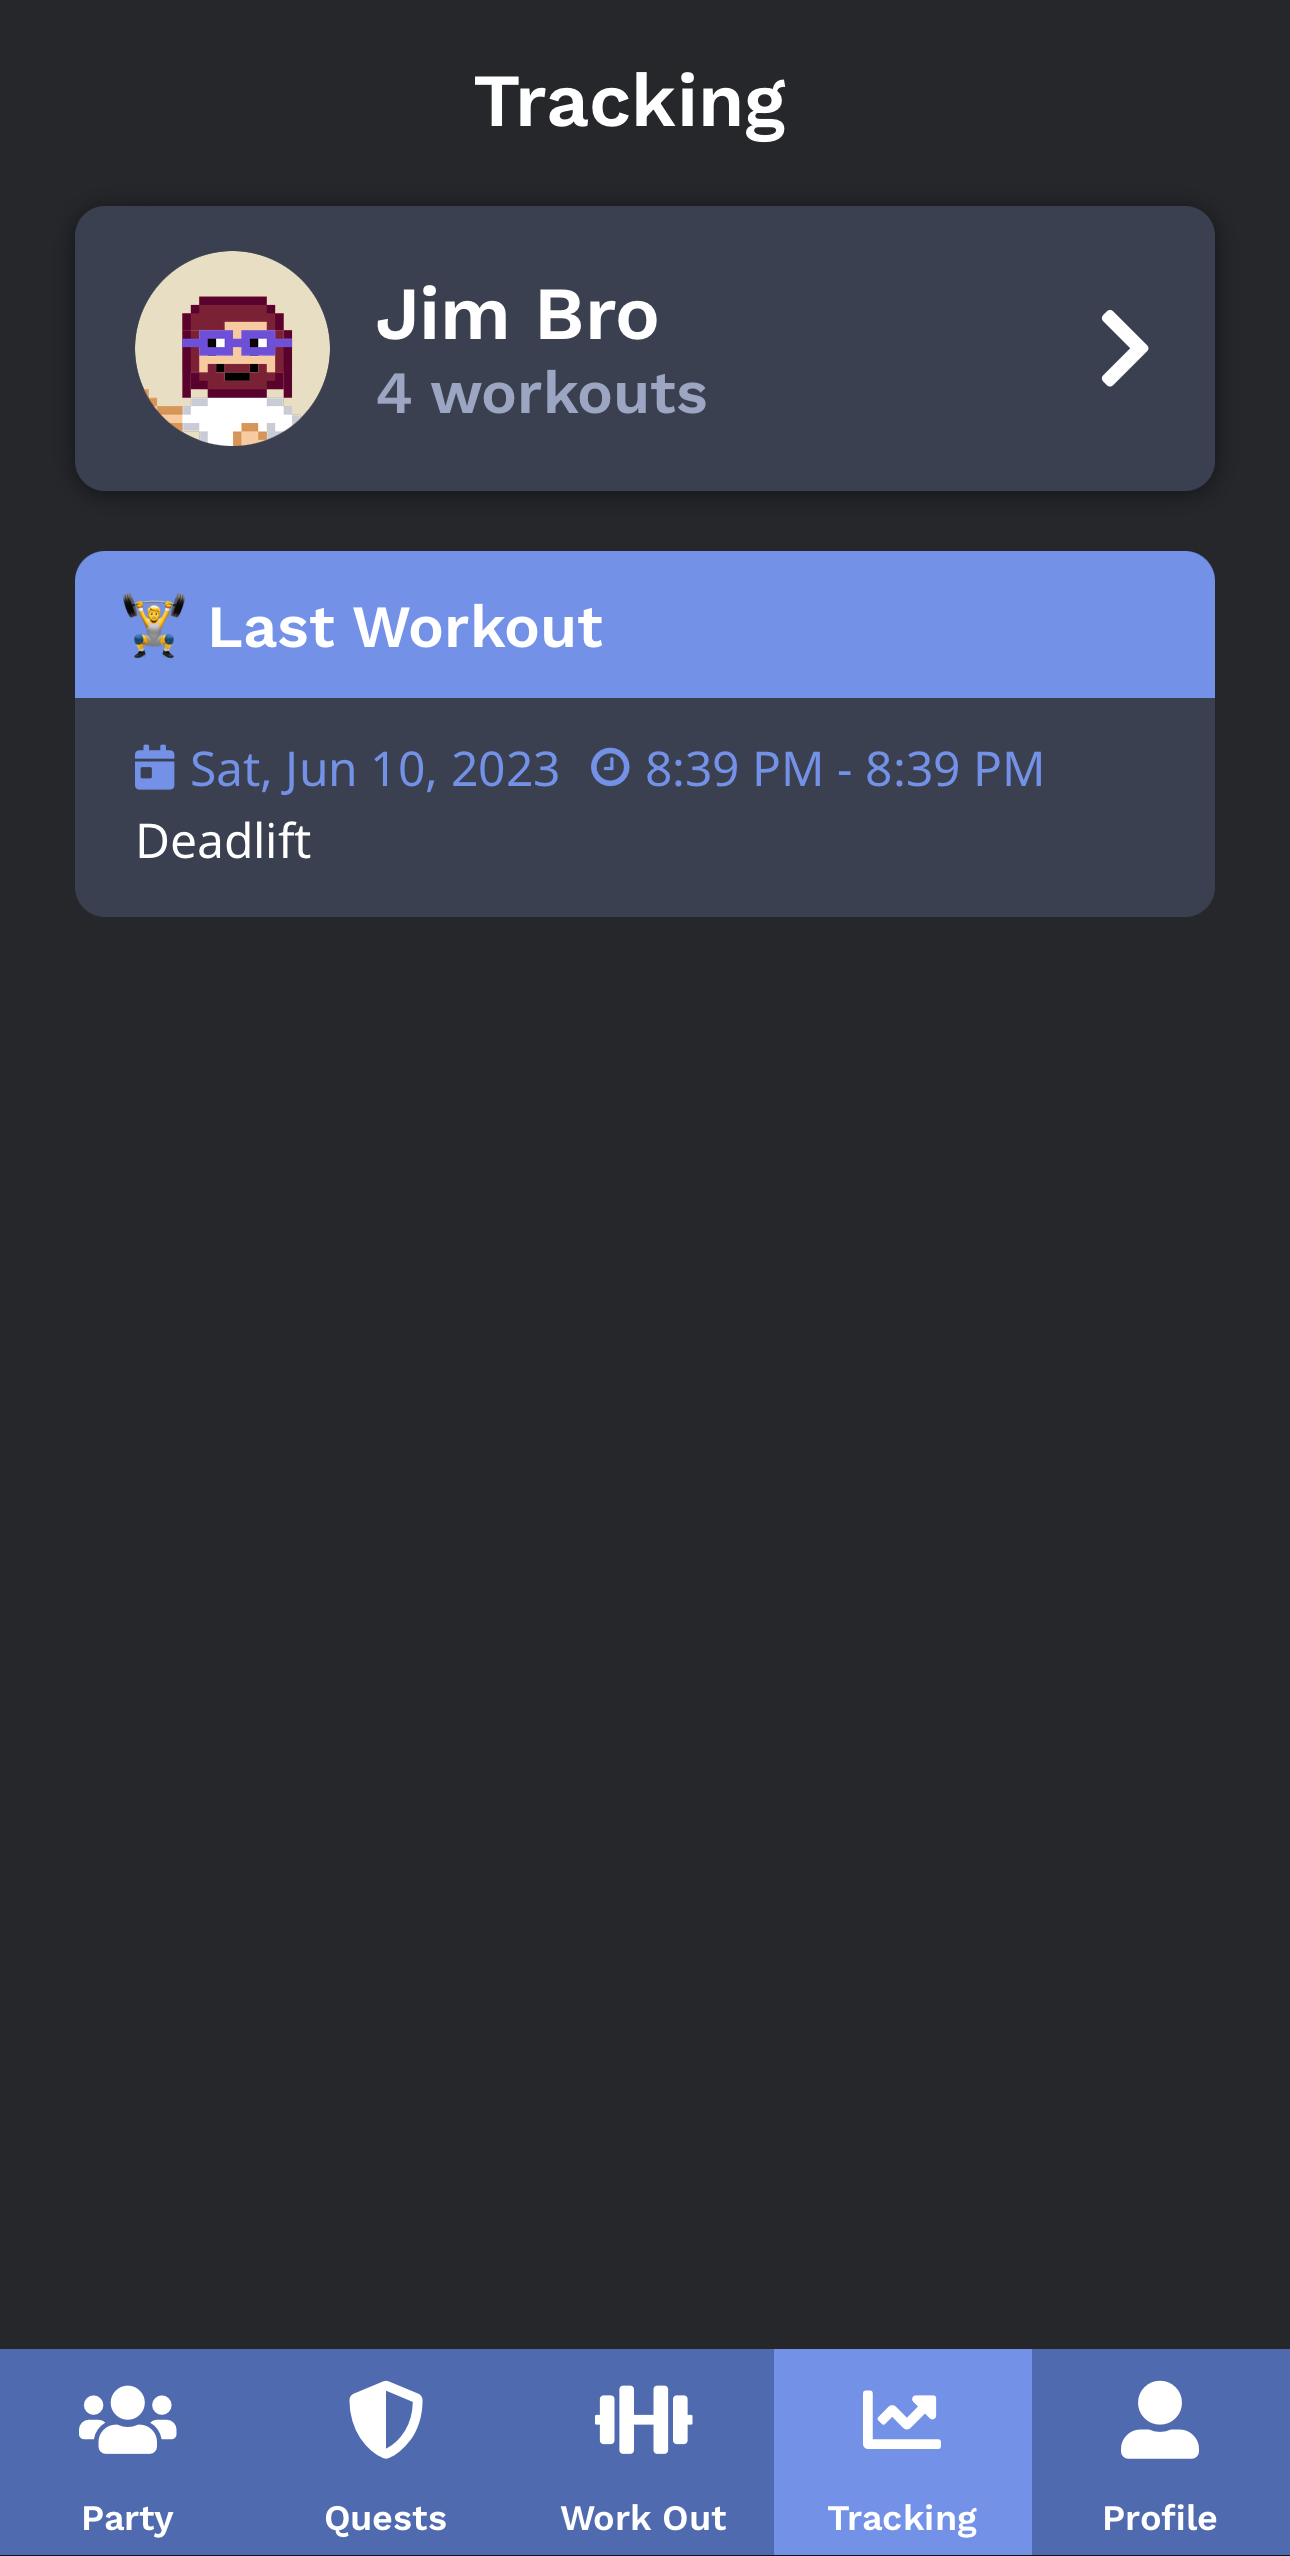 Tracking
Jim Bro
4 workouts
Last Workout
Sat, Jun 10, 2023 8:39 PM - 8:39 PM
Deadlift
Party Quests Work Out Tracking Profile